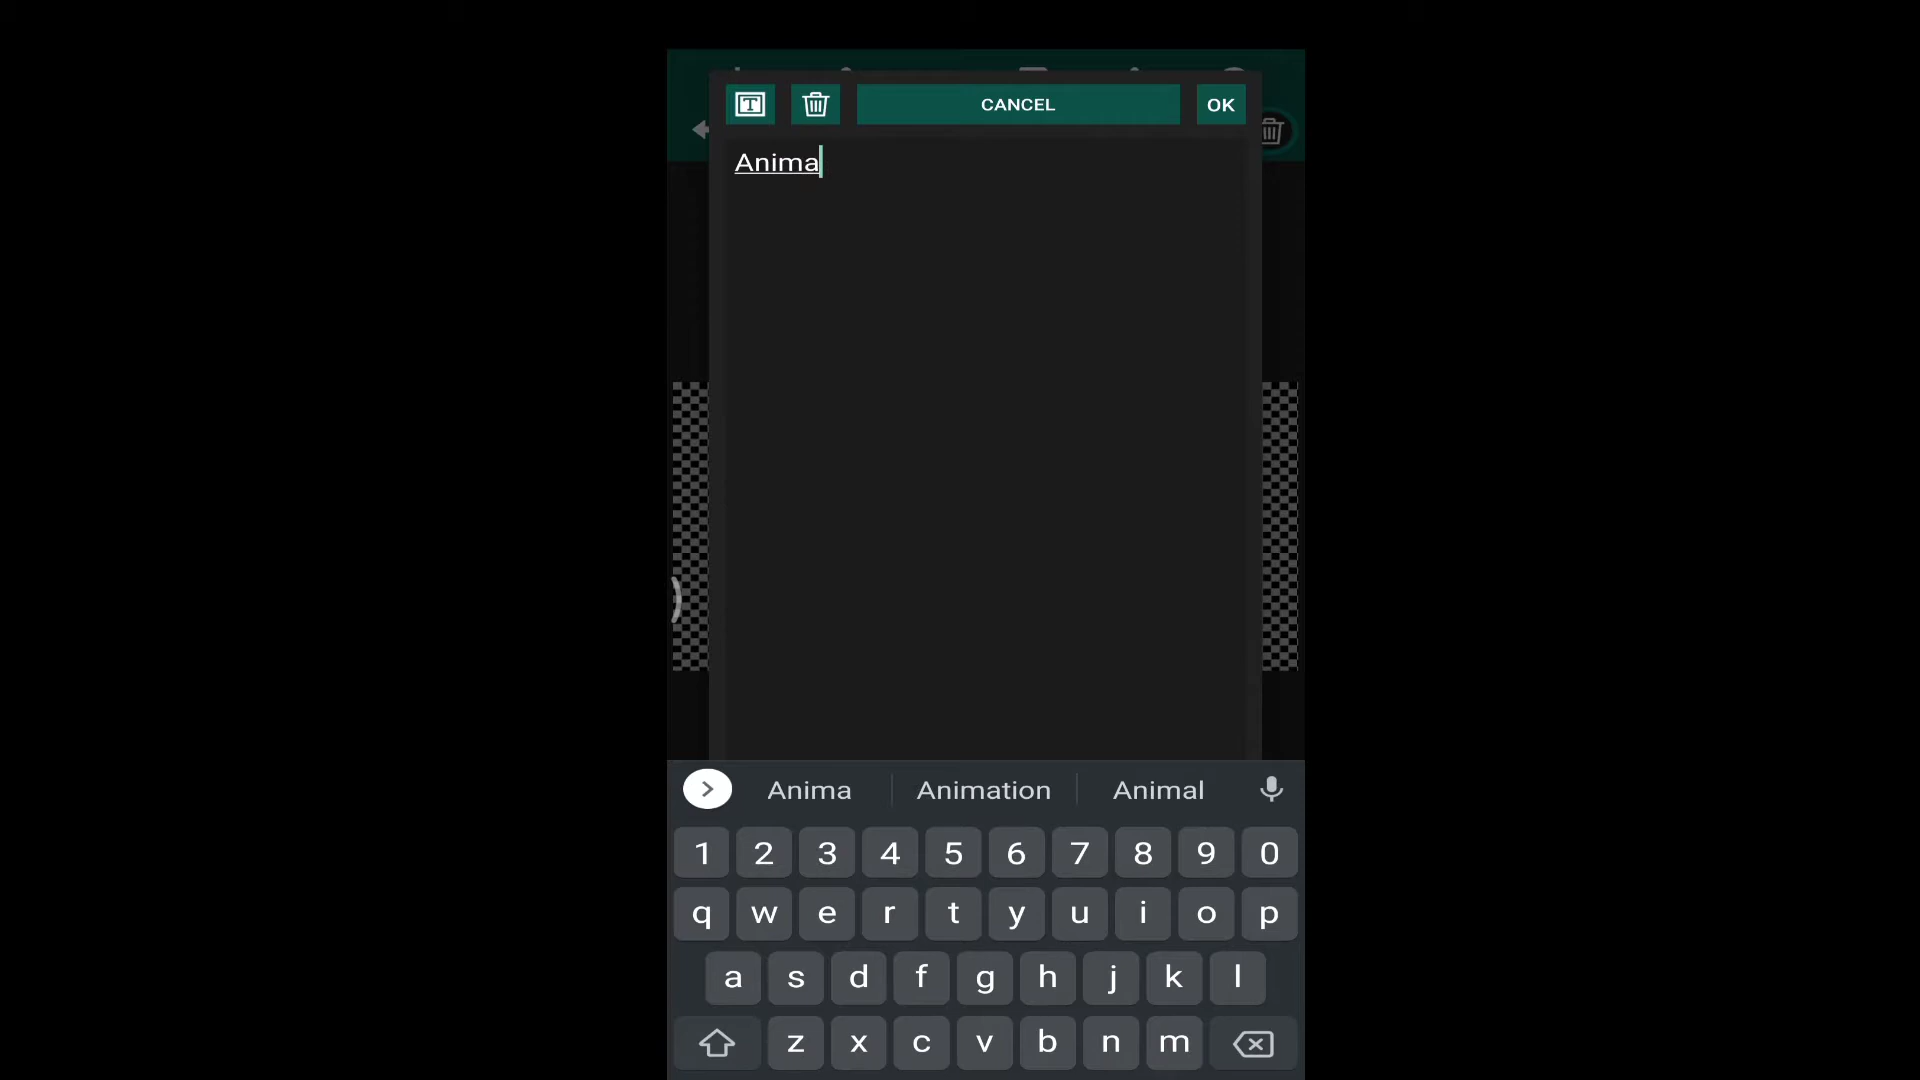 CANCEL OK
Anima
Anima Animation Animal
1 2 3 4 5 6 7 8 9 0
q w e r t y u i o p
a s d f g h j k l
z x c v b n m